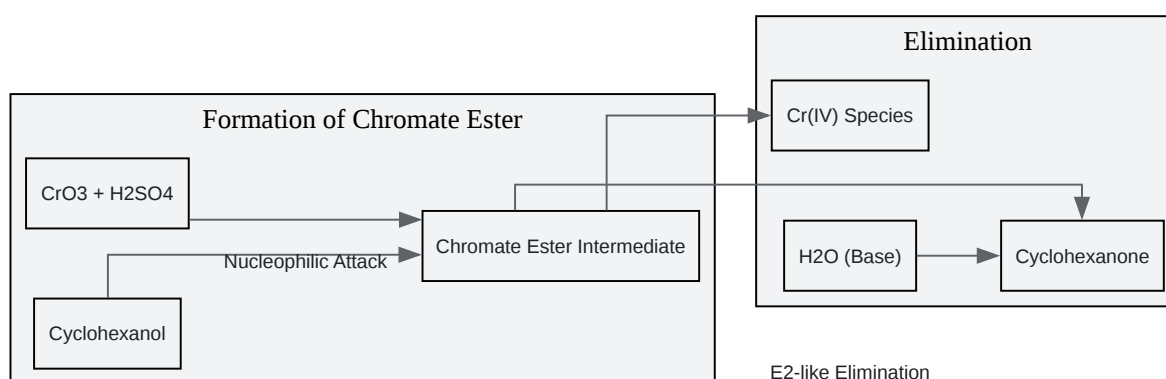 Formation of Chromate Ester
CrO3 + H2SO4
Chromate Ester Intermediate
Nucleophilic Attack
Cyclohexanol
Elimination
Cr(IV) Species
H2O (Base)
Cyclohexanone
E2-like Elimination